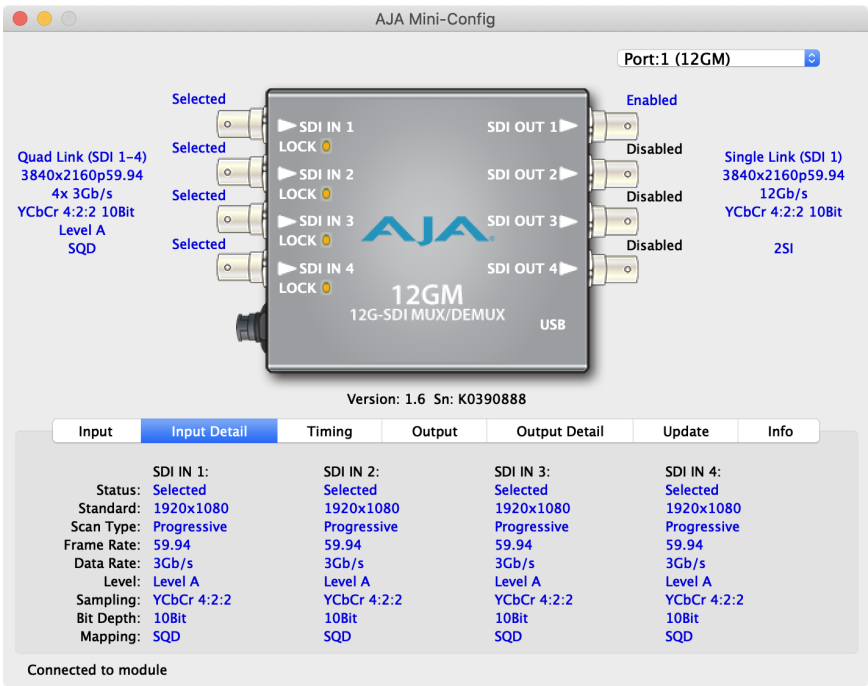 AJA Mini-Config
Port:1 (12GM)
Selected
Enabled
SDI IN 1
SDI OUT 1
LOCK
Selected
Disabled
Quad Link (SDI 1-4)
3840x2160p59.94
4x 3Gb/s
YCbCr 4:2:2 10Bit
Level A
SQD
SDI IN 2
SDI OUT 2
LOCK
Single Link (SDI 1)
3840x2160p59.94
12Gb/s
YCbCr 4:2:2 10Bit
2SI
Selected
Disabled
SDI IN 3
SDI OUT 3
LOCK
AJA
Selected
Disabled
SDI IN 4
SDI OUT 4
LOCK
12GM
12G-SDI MUX/DEMUX
USB
Version: 1.6 Sn: K0390888
Input Input Detail Timing Output Output Detail Update Info
SDI IN 1: SDI IN 2: SDI IN 3: SDI IN 4:
Status: Selected Selected Selected Selected
Standard: 1920x1080 1920x1080 1920x1080 1920x1080
Scan Type: Progressive Progressive Progressive Progressive
Frame Rate: 59.94 59.94 59.94 59.94
Data Rate: 3Gb/s 3Gb/s 3Gb/s 3Gb/s
Level: Level A Level A Level A Level A
Sampling: YCbCr 4:2:2 YCbCr 4:2:2 YCbCr 4:2:2 YCbCr 4:2:2
Bit Depth: 10Bit 10Bit 10Bit 10Bit
Mapping: SQD SQD SQD SQD
Connected to module